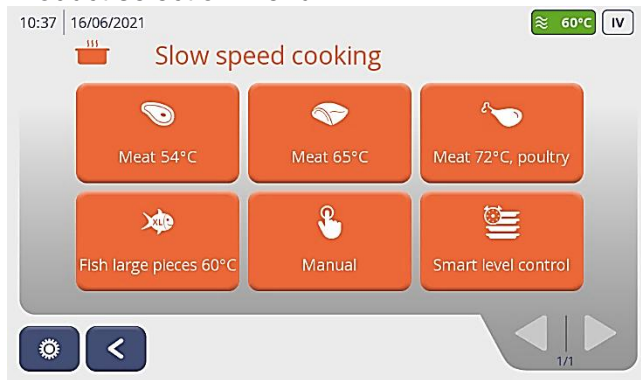 10:37 16/06/2021
60°C IV
Slow speed cooking
Meat 54°C
Meat 65°C
Meat 72°C, poultry
XL
Fish large pieces 60°C
Manual
Smart level control
1/1